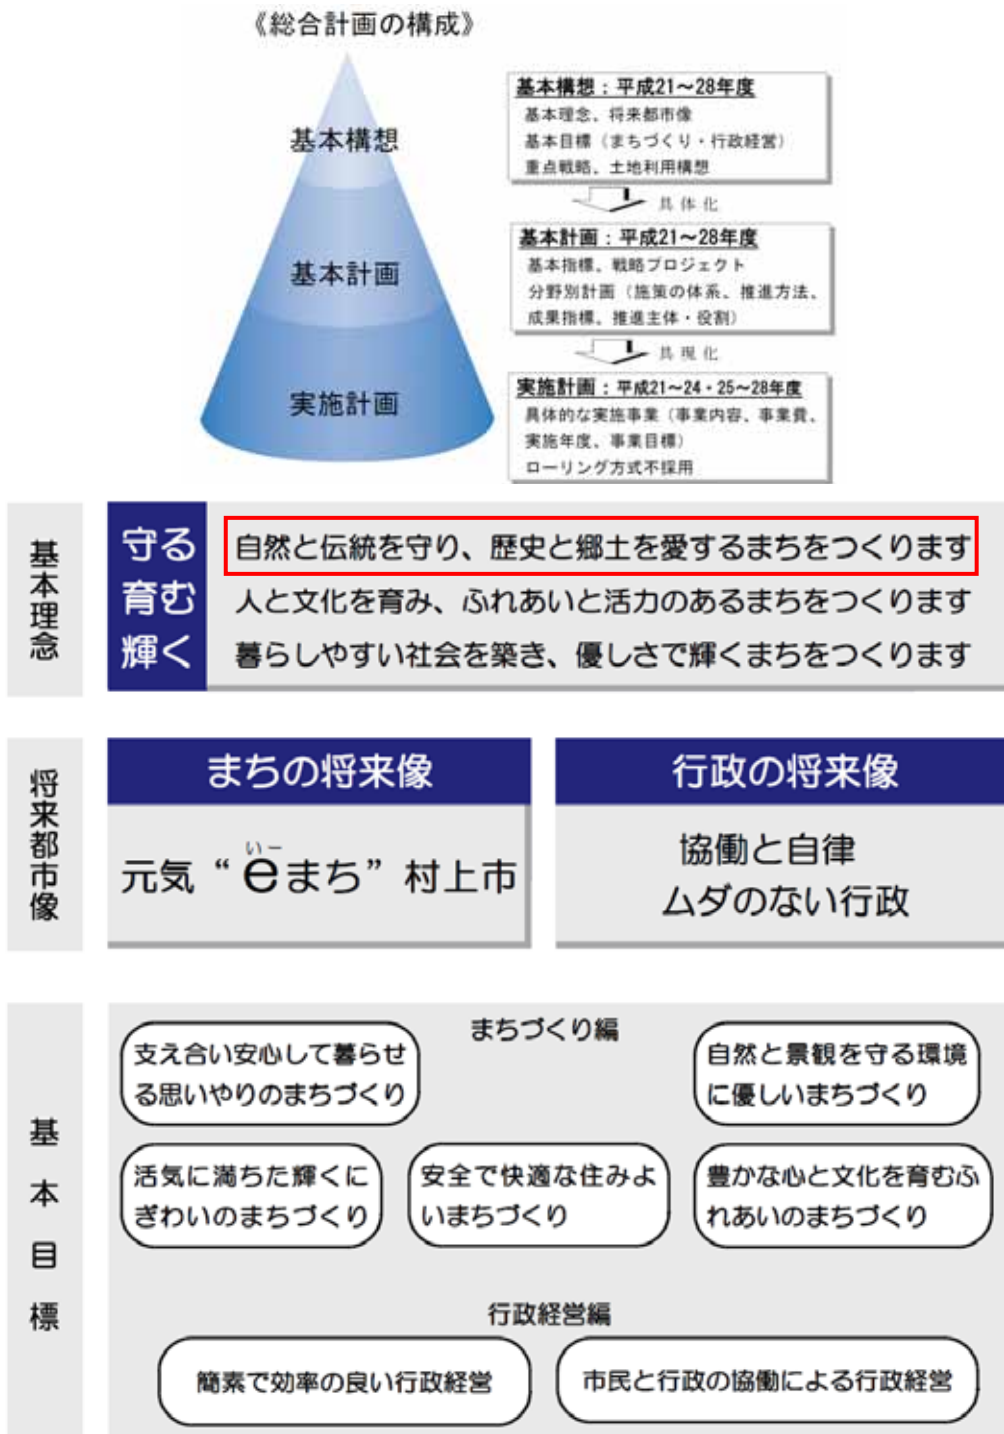 《総合計画の構成》
基本構想
基本計画
実施計画
基本構想：平成21～28年度
基本理念、将来都市像
基本目標（まちづくり・行政経営）
重点戦略、土地利用構想
具体化
基本計画：平成21～28年度
基本指標、戦略プロジェクト
分野別計画（施策の体系、推進方法、
成果指標、推進主体・役割）
具現化
実施計画：平成21～24・25～28年度
具体的な実施事業（事業内容、事業費、
実施年度、事業目標）
ローリング方式不採用
基本理念
守る
育む
輝く
自然と伝統を守り、歴史と郷土を愛するまちをつくります
人と文化を育み、ふれあいと活力のあるまちをつくります
暮らしやすい社会を築き、優しさで輝くまちをつくります
将来都市像
まちの将来像
いー
元気“eまち”村上市
行政の将来像
協働と自律
ムダのない行政
基本目標
まちづくり編
支え合い安心して暮らせ
る思いやりのまちづくり
自然と景観を守る環境
に優しいまちづくり
活気に満ちた輝くに
ぎわいのまちづくり
安全で快適な住みよ
いまちづくり
豊かな心と文化を育むふ
れあいのまちづくり
行政経営編
簡素で効率の良い行政経営
市民と行政の協働による行政経営